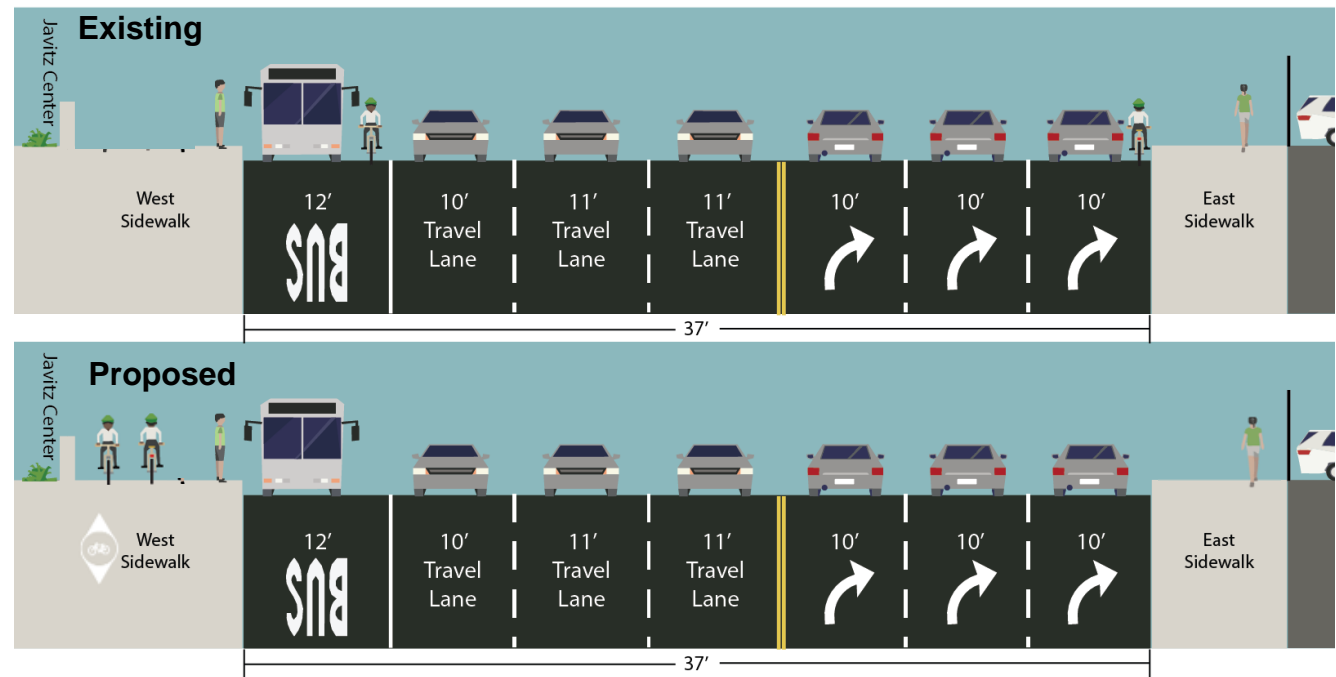 Javitz Center
Existing
West
Sidewalk
12’
BUS
10’
Travel
Lane
11’
Travel
Lane
11’
Travel
Lane
10’
10’
10’
East
Sidewalk
37’
Javitz Center
Proposed
West
Sidewalk
12’
BUS
10’
Travel
Lane
11’
Travel
Lane
11’
Travel
Lane
10’
10’
10’
East
Sidewalk
37’